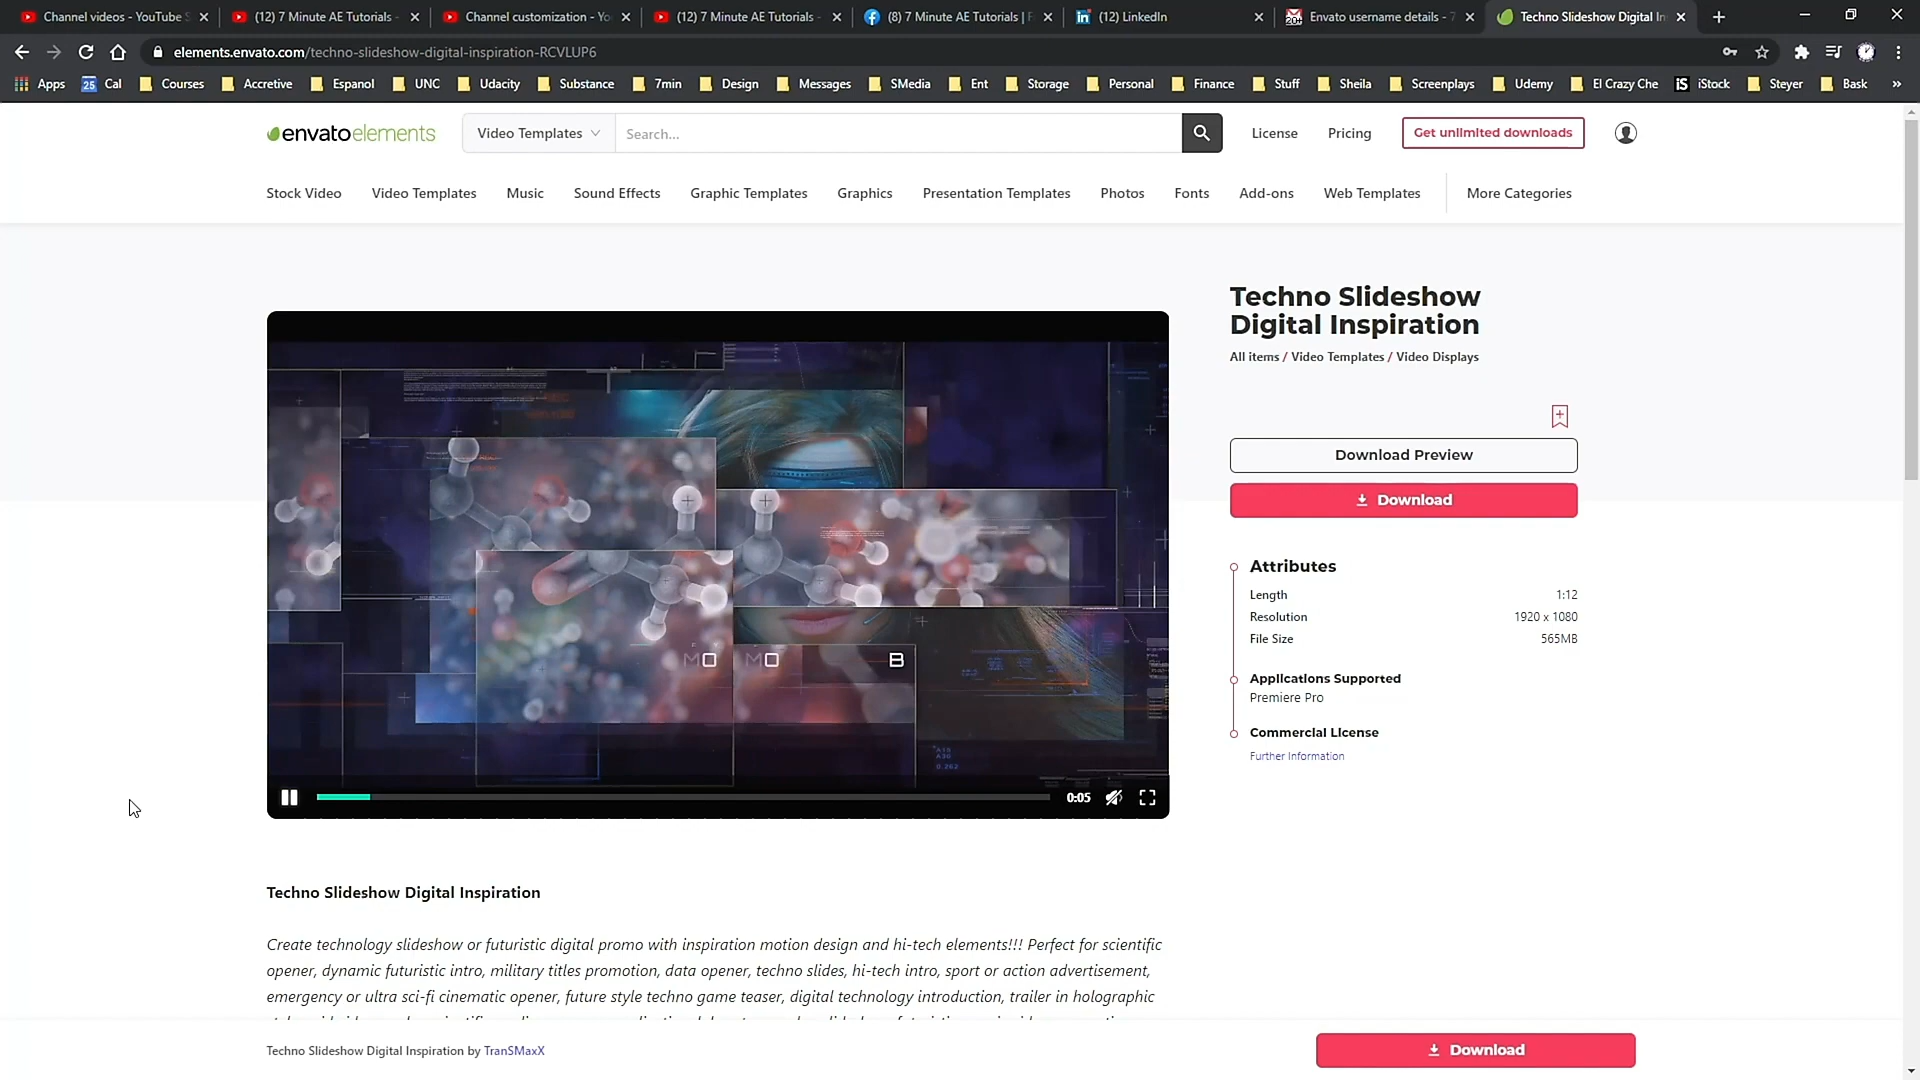 Channel videos - YouTube S
(12) 7 Minute AE Tutorials -
Channel customization - Yo
(12) 7 Minute AE Tutorials -
(8) 7 Minute AE Tutorials | F
(12) LinkedIn
Envato username details - 7
Techno Slideshow Digital In
elements.envato.com/techno-slideshow-digital-inspiration-RCVLUP6
Apps
25 Cal
Courses
Accretive
Espanol
UNC
Udacity
Substance
7min
Design
Messages
SMedia
Ent
Storage
Personal
Finance
Stuff
Sheila
Screenplays
Udemy
El Crazy Che
iS iStock
Steyer
Bask
»
envatoelements
Video Templates
Search...
License
Pricing
Get unlimited downloads
Stock Video
Video Templates
Music
Sound Effects
Graphic Templates
Graphics
Presentation Templates
Photos
Fonts
Add-ons
Web Templates
More Categories
Techno Slideshow
Digital Inspiration
All items / Video Templates / Video Displays
Download Preview
Download
Attributes
Length 1:12
Resolution 1920 x 1080
File Size 565MB
Applications Supported
Premiere Pro
Commercial License
Further Information
MO MO B
0:05
Techno Slideshow Digital Inspiration
Create technology slideshow or futuristic digital promo with inspiration motion design and hi-tech elements!!! Perfect for scientific
opener, dynamic futuristic intro, military titles promotion, data opener, techno slides, hi-tech intro, sport or action advertisement,
emergency or ultra sci-fi cinematic opener, future style techno game teaser, digital technology introduction, trailer in holographic
Techno Slideshow Digital Inspiration by TranSMaxX
Download